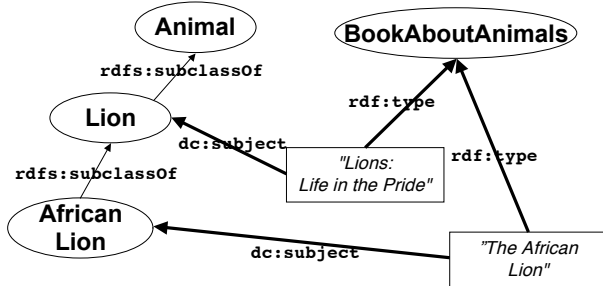 Animal
BookAboutAnimals
rdfs:subclassOf
rdf:type
Lion
dc:subject
"Lions:
Life in the Pride"
rdf:type
rdfs:subclassOf
African
Lion
dc:subject
"The African
Lion"